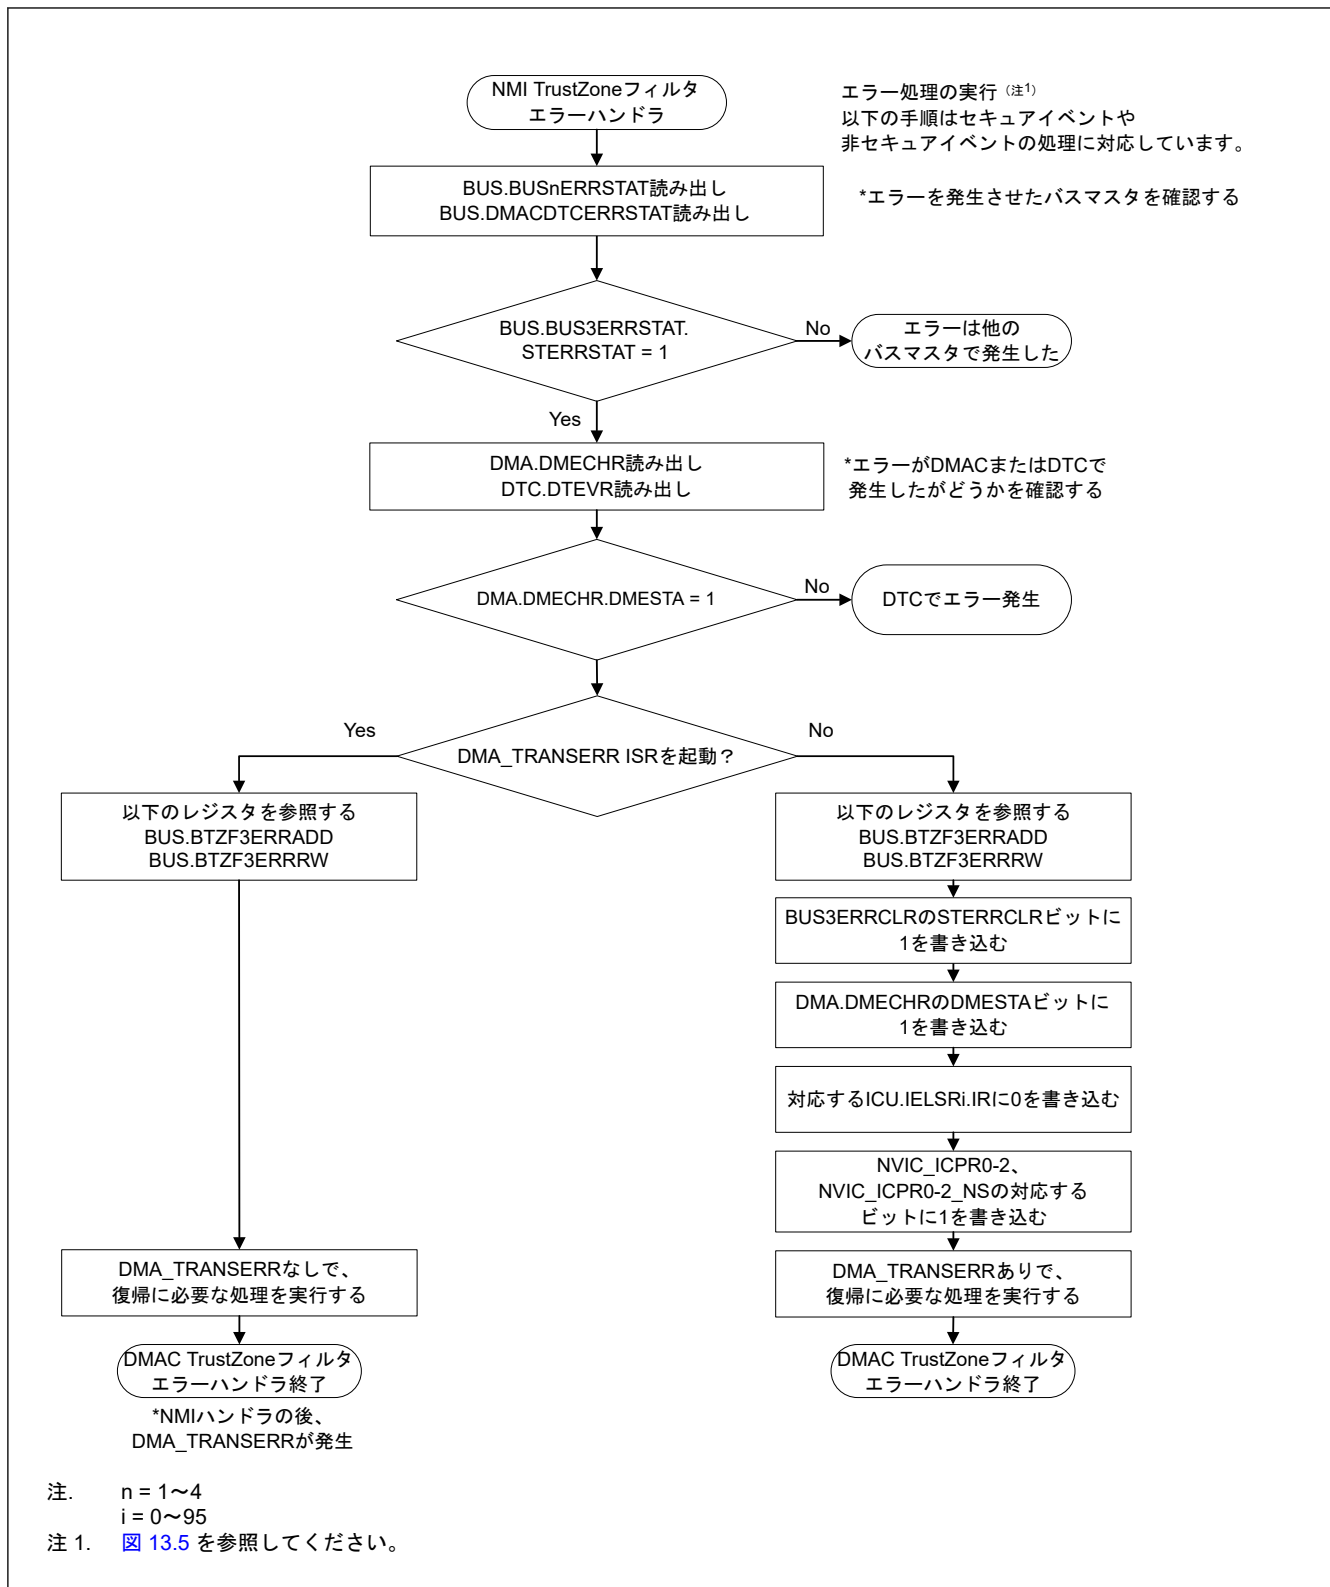 NMI TrustZoneフィルタ
エラーハンドラ
エラー処理の実行（注1）
以下の手順はセキュアイベントや
非セキュアイベントの処理に対応しています。
BUS.BUSnERRSTAT読み出し
BUS.DMACDTCERRSTAT読み出し
*エラーを発生させたバスマスタを確認する
BUS.BUS3ERRSTAT.
STERRSTAT = 1
No
エラーは他の
バスマスタで発生した
Yes
DMA.DMECHR読み出し
DTC.DTEVR読み出し
*エラーがDMACまたはDTCで
発生したがどうかを確認する
DMA.DMECHR.DMESTA = 1
No
DTCでエラー発生
DMA_TRANSERR ISRを起動？
Yes
No
以下のレジスタを参照する
BUS.BTZF3ERRADD
BUS.BTZF3ERRRW
以下のレジスタを参照する
BUS.BTZF3ERRADD
BUS.BTZF3ERRRW
BUS3ERRCLRのSTERRCLRビットに
1を書き込む
DMA.DMECHRのDMESTAビットに
1を書き込む
対応するICU.IELSRi.IRに0を書き込む
NVIC_ICPR0-2、
NVIC_ICPR0-2_NSの対応する
ビットに1を書き込む
DMA_TRANSERRなしで、
復帰に必要な処理を実行する
DMA_TRANSERRありで、
復帰に必要な処理を実行する
DMAC TrustZoneフィルタ
エラーハンドラ終了
DMAC TrustZoneフィルタ
エラーハンドラ終了
*NMIハンドラの後、
DMA_TRANSERRが発生
注. n = 1～4
i = 0～95
注 1. 図 13.5 を参照してください。